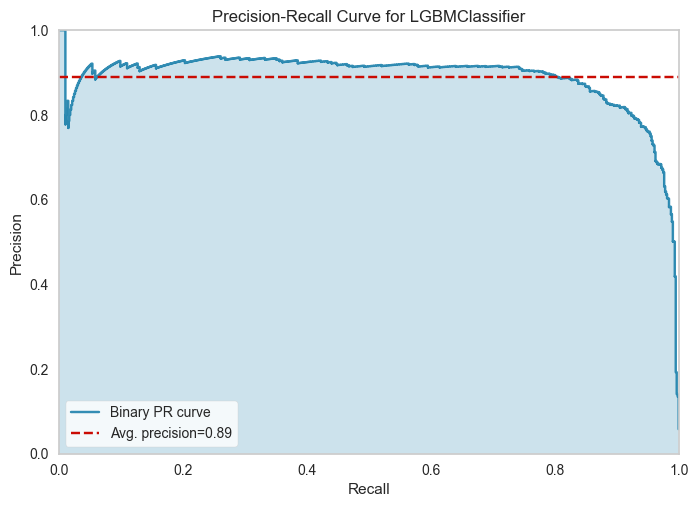 Precision-Recall Curve for LGBMClassifier
1.0
0.8
0.6
0.4
0.2
0.0
Precision
Binary PR curve
Avg. precision=0.89
0.0 0.2 0.4 0.6 0.8 1.0
Recall